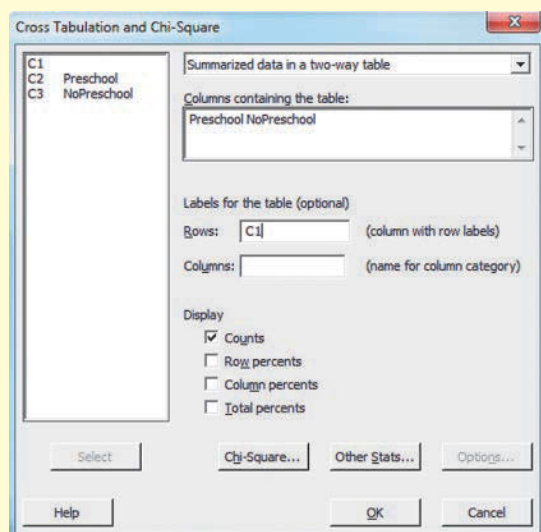 Cross Tabulation and Chi-Square
C1
C2 Preschool
C3 NoPreschool
Summarized data in a two-way table
Columns containing the table:
Preschool NoPreschool
Labels for the table (optional)
Rows: C1 (column with row labels)
Columns: (name for column category)
Display
Counts
Row percents
Column percents
Total percents
Select
Chi-Square...
Other Stats...
Options...
Help
OK
Cancel